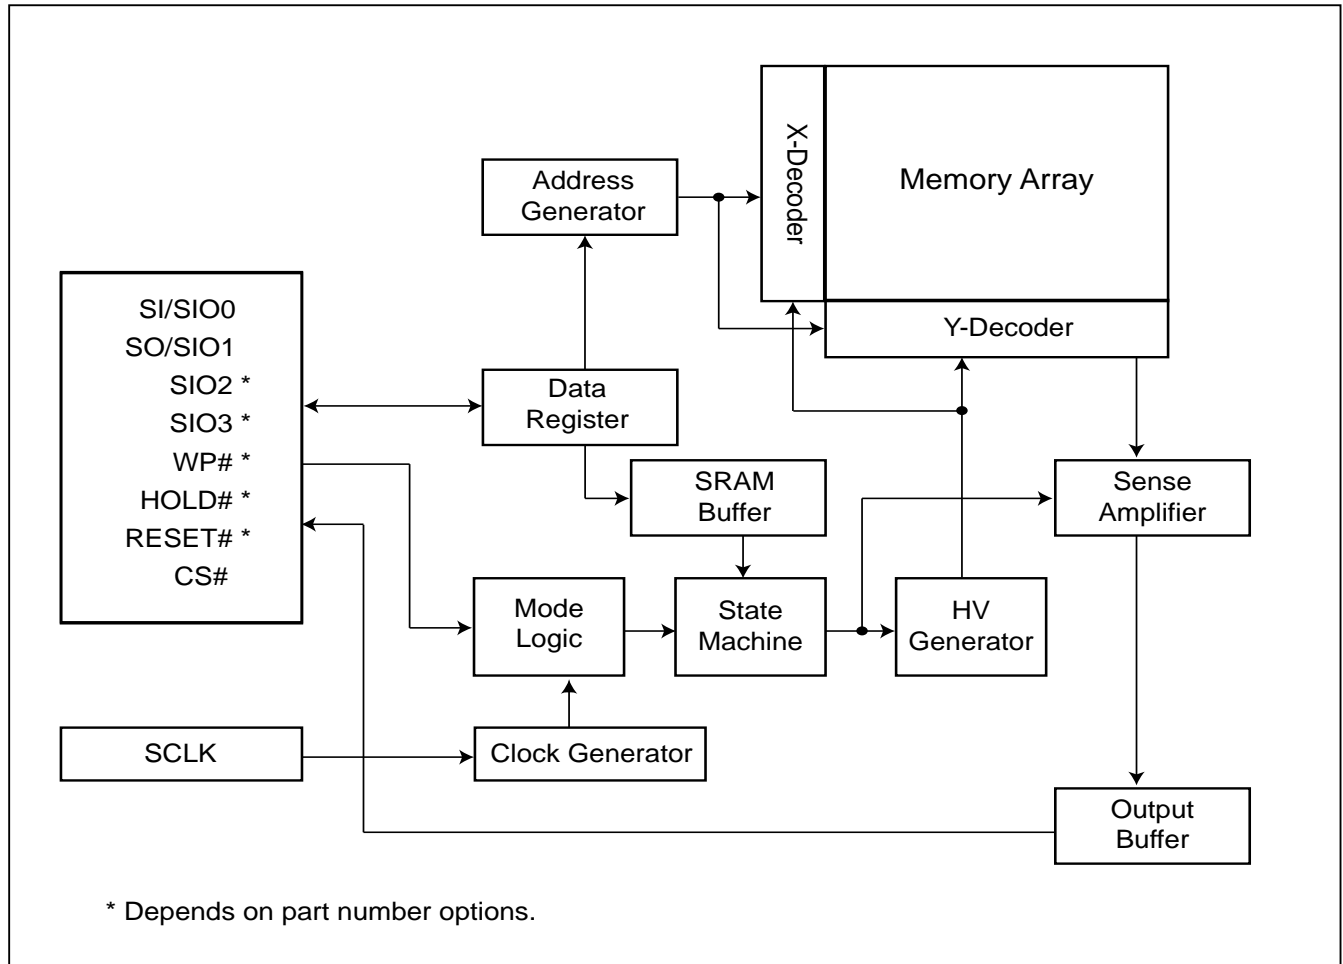 X-Decoder
Memory Array
Address
Generator
Y-Decoder
SI/SIO0
SO/SIO1
SIO2 *
SIO3 *
WP# *
HOLD# *
RESET# *
CS#
Data
Register
SRAM
Buffer
Sense
Amplifier
Mode
Logic
State
Machine
HV
Generator
SCLK
Clock Generator
Output
Buffer
* Depends on part number options.